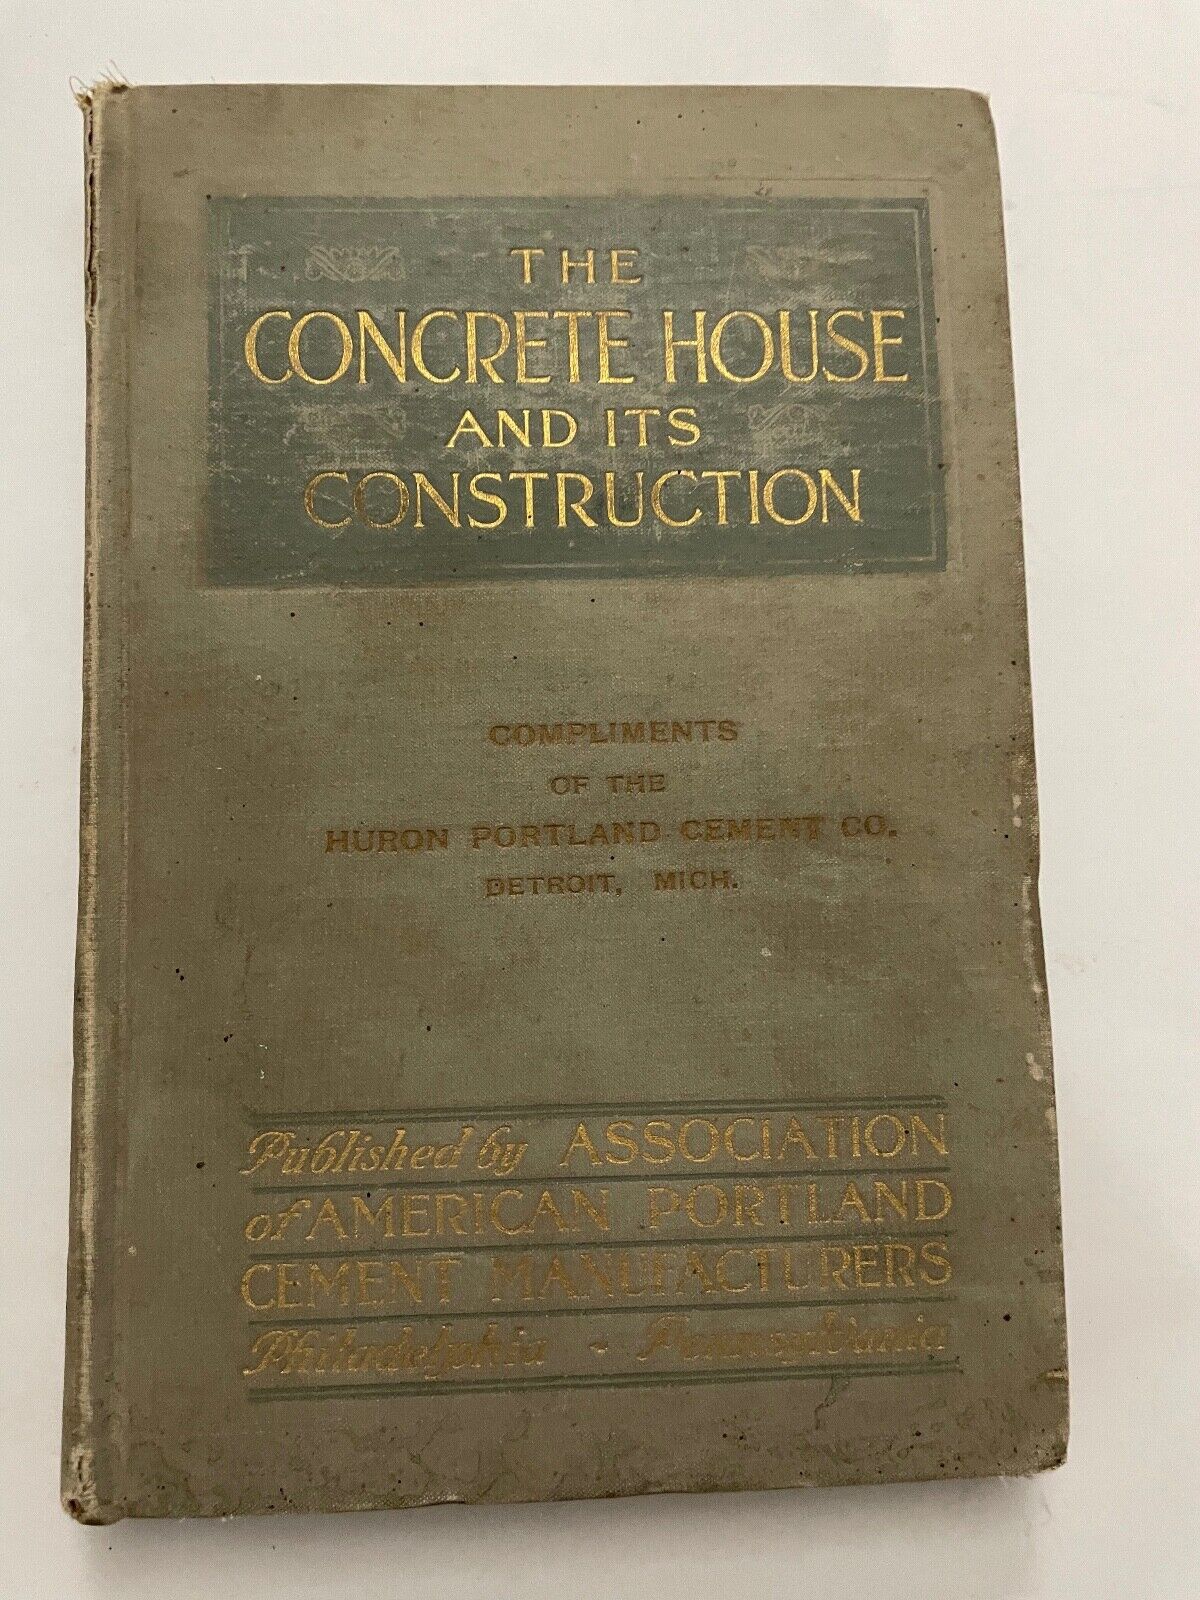 THE
CONCRETE HOUSE
AND ITS
CONSTRUCTION
COMPLIMENTS
OF THE
HURON PORTLAND CEMENT CO.
DETROIT, MICH.
Published by ASSOCIATION
of AMERICAN PORTLAND
CEMENT MANUFACTURERS
Philadelphia - Pennsylvania